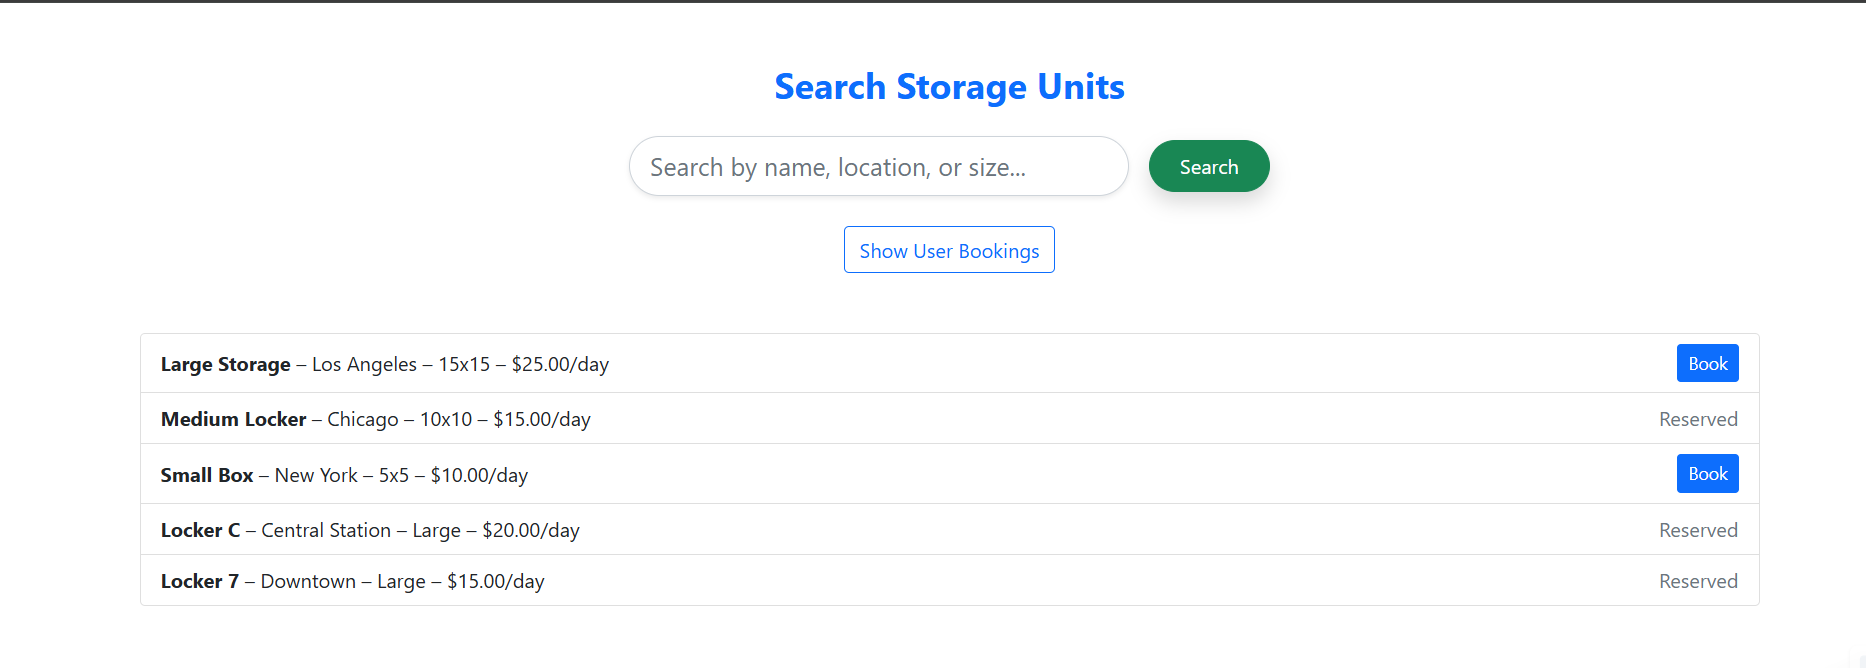 Search Storage Units
Search by name, location, or size...
Search
Show User Bookings
Large Storage – Los Angeles – 15x15 – $25.00/day
Book
Medium Locker – Chicago – 10x10 – $15.00/day
Reserved
Small Box – New York – 5x5 – $10.00/day
Book
Locker C – Central Station – Large – $20.00/day
Reserved
Locker 7 – Downtown – Large – $15.00/day
Reserved